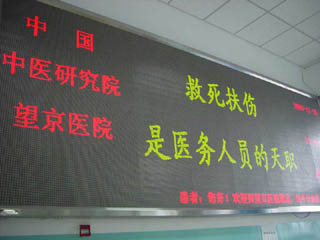 中国
中医研究院
望京医院
救死扶伤
是医务人员的天职